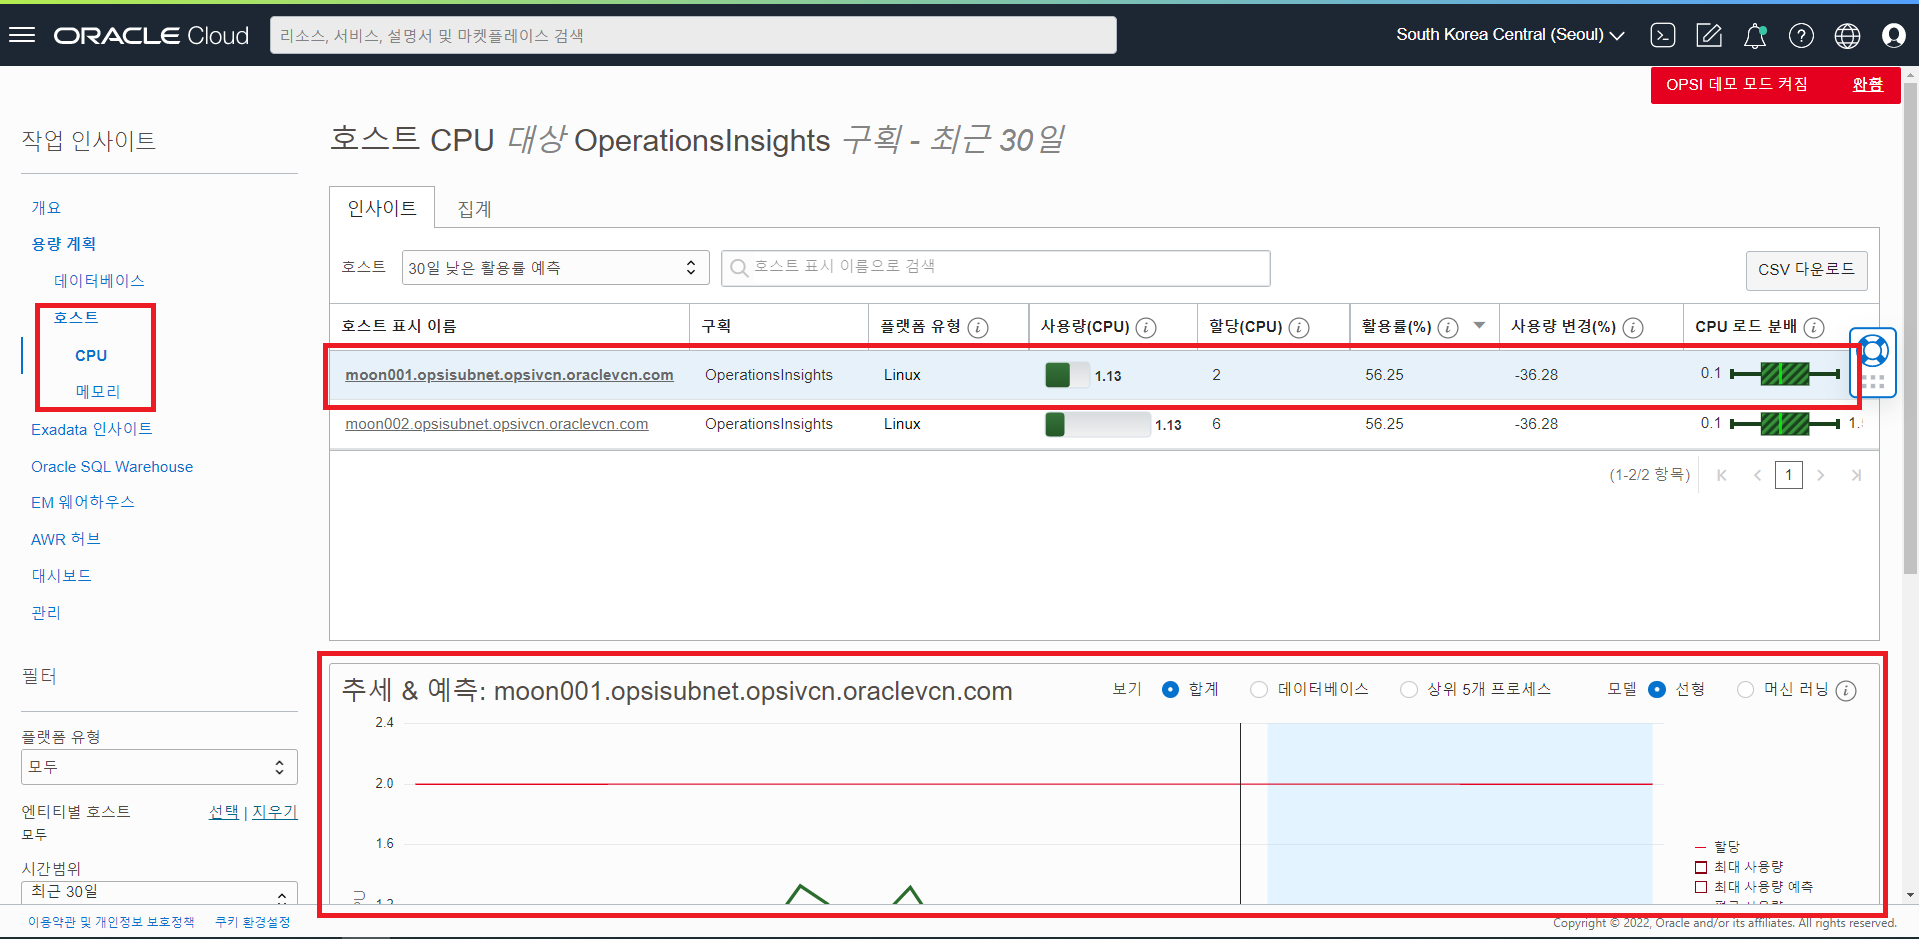 ORACLE Cloud
리소스, 서비스, 설명서 및 마켓플레이스 검색
South Korea Central (Seoul)
OPSI 데모 모드 켜짐
작업 인사이트
개요
용량 계획
데이터베이스
호스트
CPU
메모리
Exadata 인사이트
Oracle SQL Warehouse
EM 웨어하우스
AWR 허브
대시보드
관리
필터
플랫폼 유형
모두
엔티티별 호스트 선택 | 지우기
모두
시간범위
최근 30일
호스트 CPU 대상 OperationsInsights 구획 - 최근 30일
인사이트 집계
호스트 30일 낮은 활용률 예측 호스트 표시 이름으로 검색 CSV 다운로드
호스트 표시 이름 구획 플랫폼 유형 사용량(CPU) 할당(CPU) 활용률(%) 사용량 변경(%) CPU 로드 분배
moon001.opsisubnet.opsivcn.oraclevcn.com OperationsInsights Linux 1.13 2 56.25 -36.28 0.1
moon002.opsisubnet.opsivcn.oraclevcn.com OperationsInsights Linux 1.13 6 56.25 -36.28 0.1
(1-2/2 항목) 1
추세 & 예측: moon001.opsisubnet.opsivcn.oraclevcn.com 보기 합계 데이터베이스 상위 5개 프로세스 모델 선형 머신 러닝
2.4
2.0
1.6
1.2
할당
최대 사용량
최대 사용량 예측
이용약관 및 개인정보 보호정책 쿠키 환경설정
Copyright © 2022, Oracle and/or its affiliates. All rights reserved.